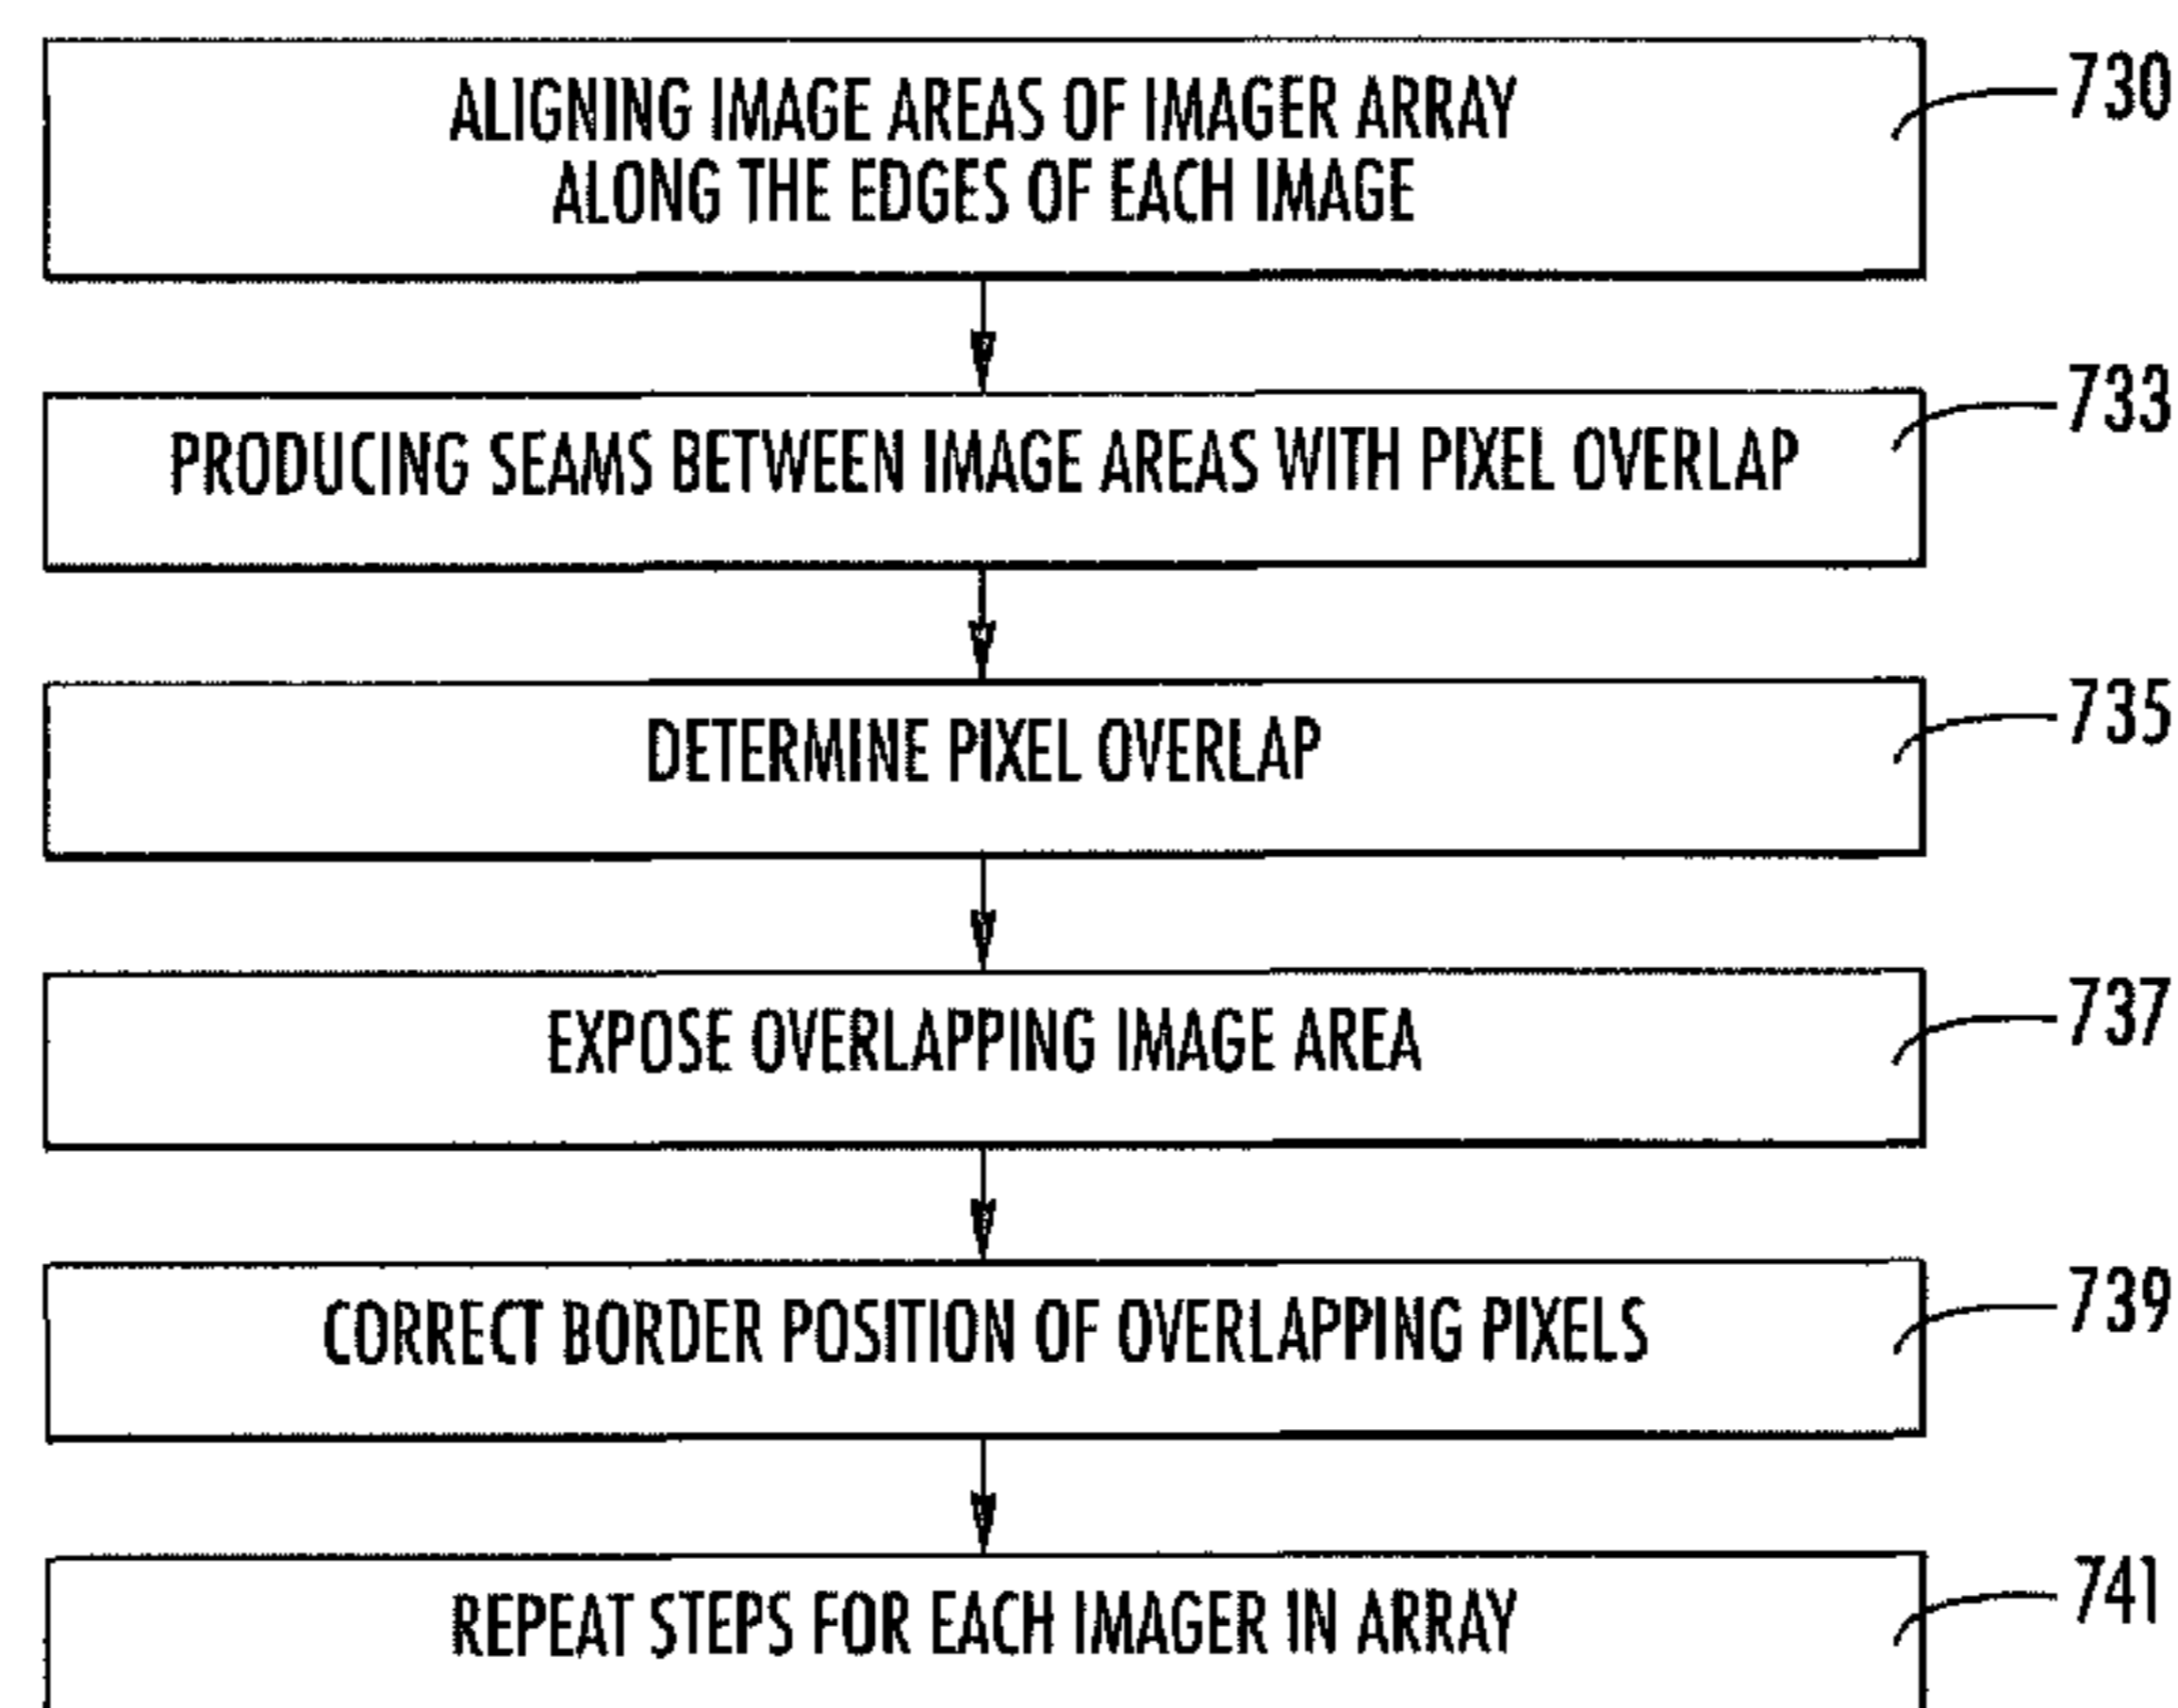 ALIGNING IMAGE AREAS OF IMAGER ARRAY
ALONG THE EDGES OF EACH IMAGE
730
PRODUCING SEAMS BETWEEN IMAGE AREAS WITH PIXEL OVERLAP
733
DETERMINE PIXEL OVERLAP
735
EXPOSE OVERLAPPING IMAGE AREA
737
CORRECT BORDER POSITION OF OVERLAPPING PIXELS
739
REPEAT STEPS FOR EACH IMAGER IN ARRAY
741